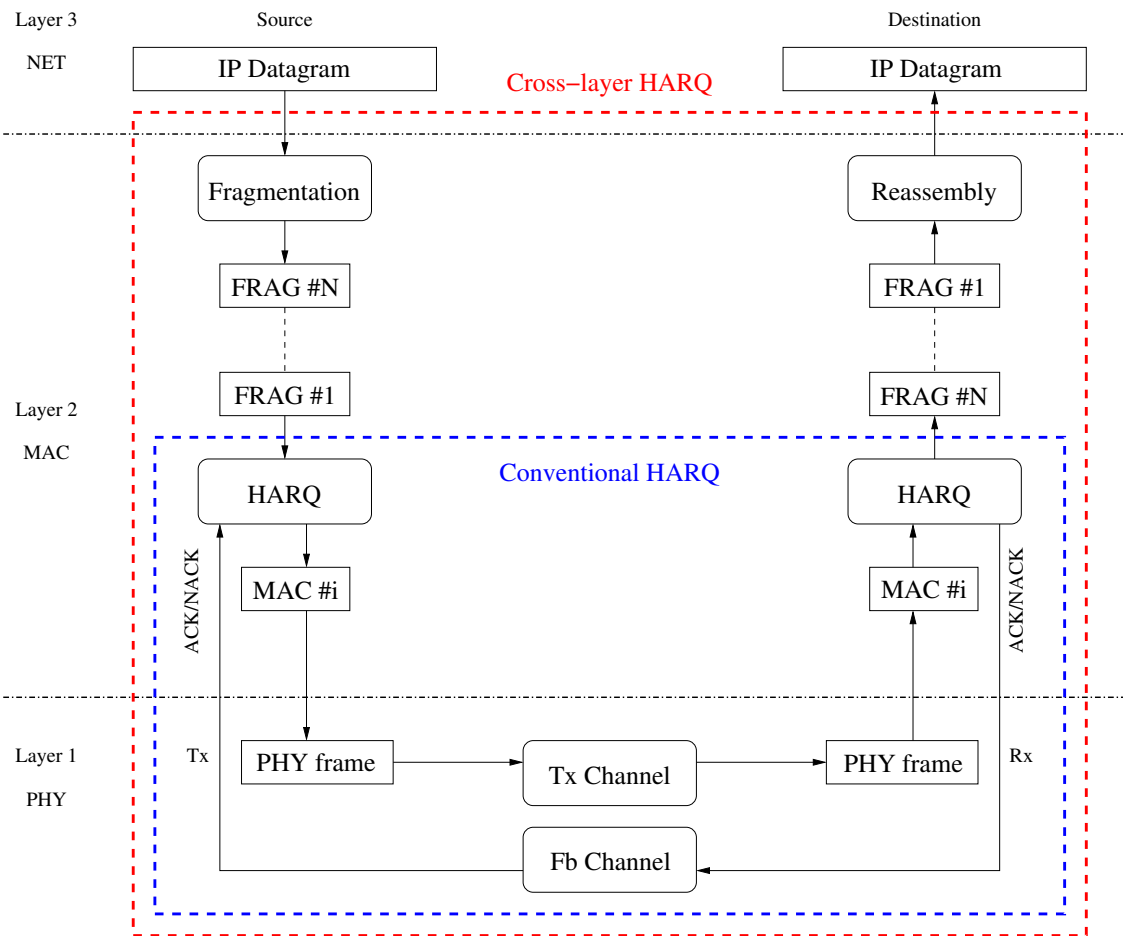 Layer 3
Source
Destination
NET
IP Datagram
IP Datagram
Cross−layer HARQ
Fragmentation
Reassembly
FRAG #N
FRAG #1
FRAG #1
FRAG #N
Layer 2
MAC
Conventional HARQ
HARQ
HARQ
ACK/NACK
MAC #i
MAC #i
ACK/NACK
Layer 1
PHY
Tx
PHY frame
Tx Channel
PHY frame
Rx
Fb Channel